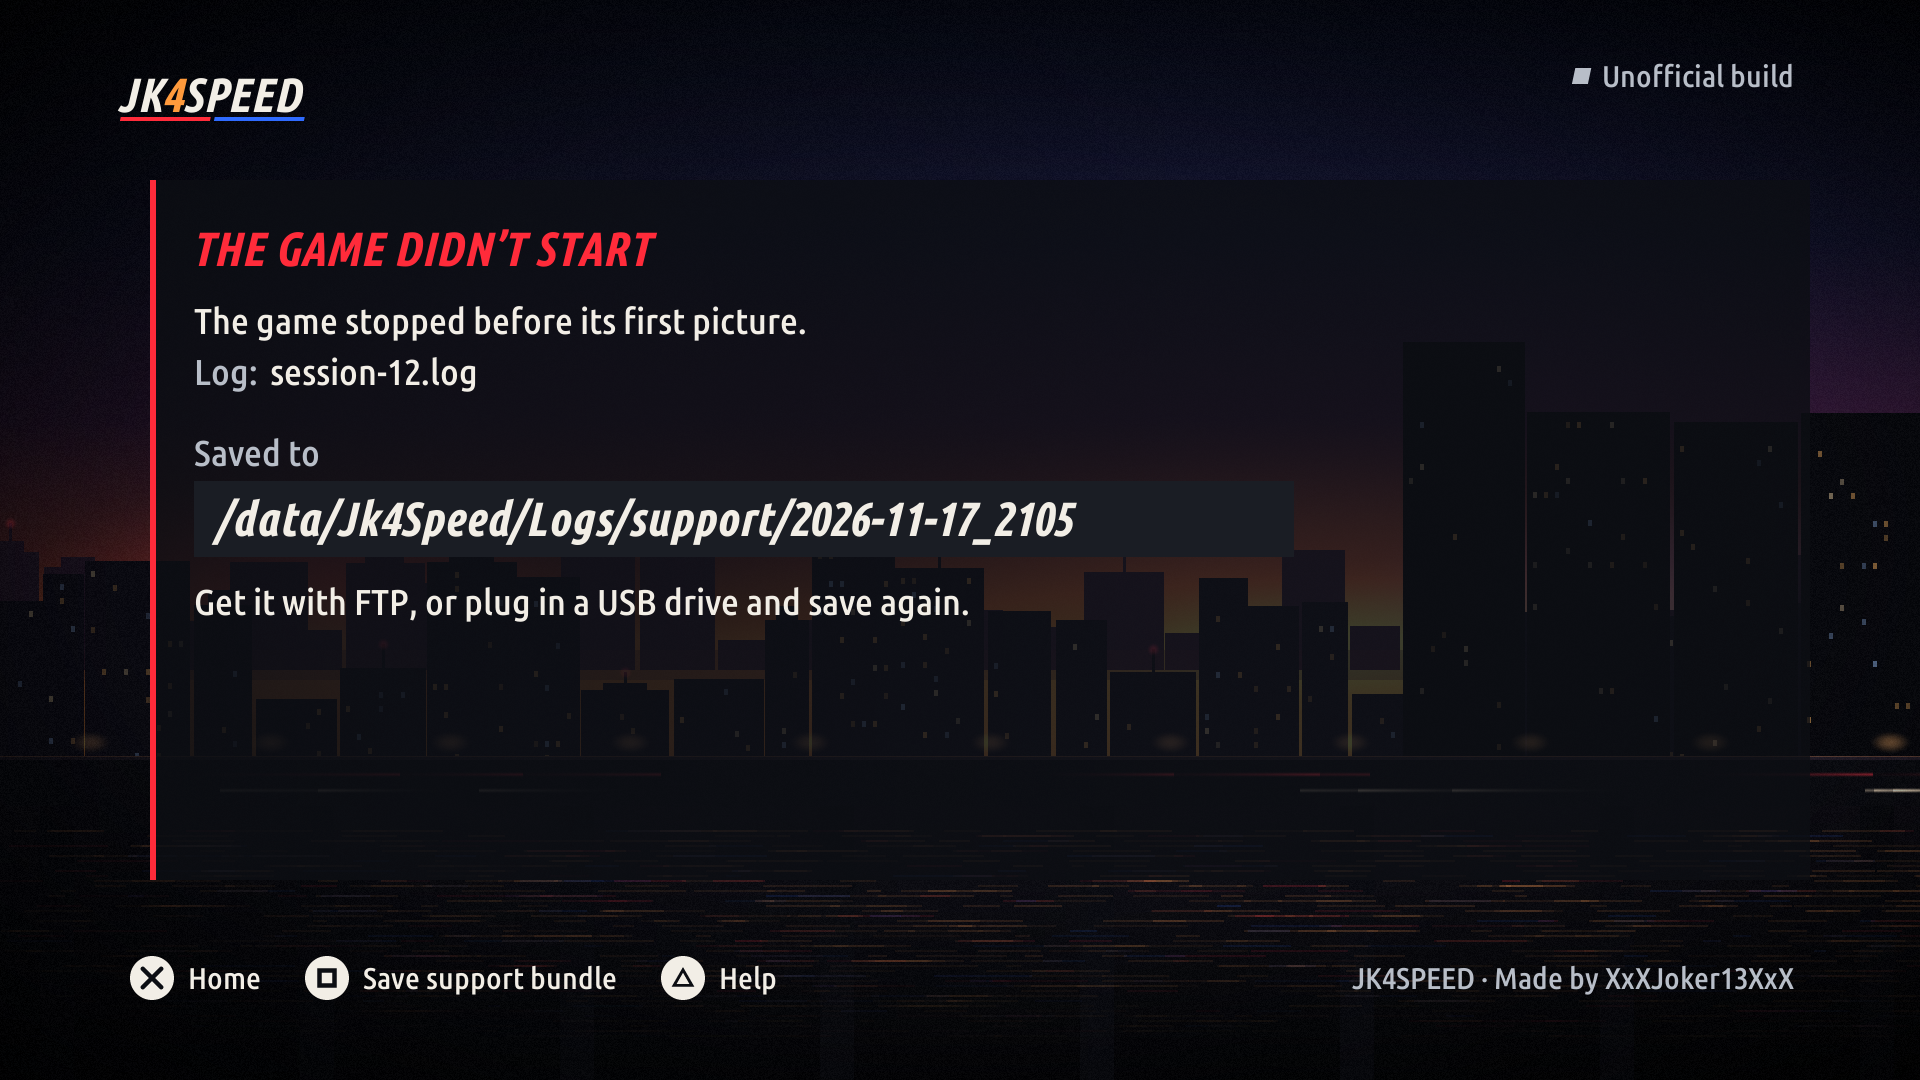 JK4SPEED
Unofficial build
THE GAME DIDN’T START
The game stopped before its first picture.
Log: session-12.log
Saved to
/data/Jk4Speed/Logs/support/2026-11-17_2105
Get it with FTP, or plug in a USB drive and save again.
Home Save support bundle Help
JK4SPEED · Made by XxXJoker13XxX